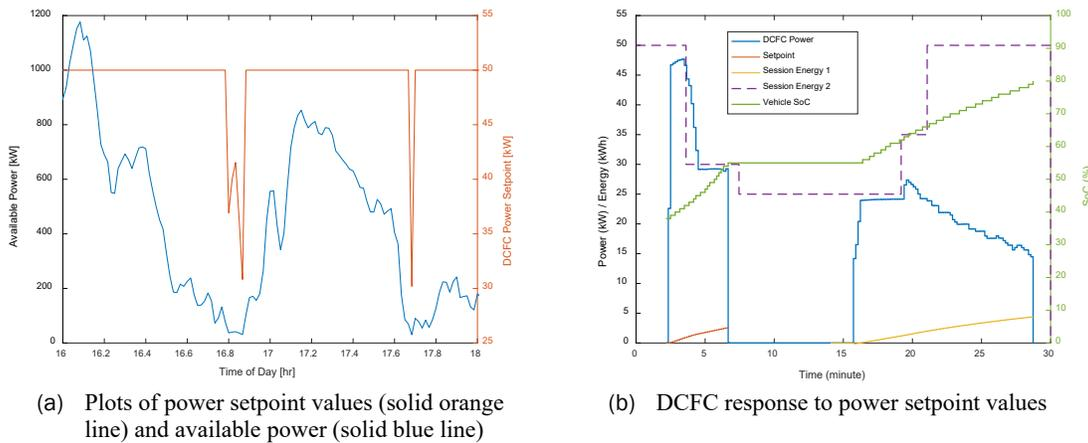 1200
1000
800
600
400
200
0
55
50
45
40
35
30
25
16 16.2 16.4 16.6 16.8 17 17.2 17.4 17.6 17.8 18
Available Power [kW]
DCFC Power Setpoint [kW]
Time of Day [hr]
(a) Plots of power setpoint values (solid orange
line) and available power (solid blue line)
55
50
45
40
35
30
25
20
15
10
5
0
100
90
80
70
60
50
40
30
20
10
0
0 5 10 15 20 25 30
Power (kW) / Energy (kWh)
SoC (%)
DCFC Power
Setpoint
Session Energy 1
Session Energy 2
Vehicle SoC
Time (minute)
(b) DCFC response to power setpoint values